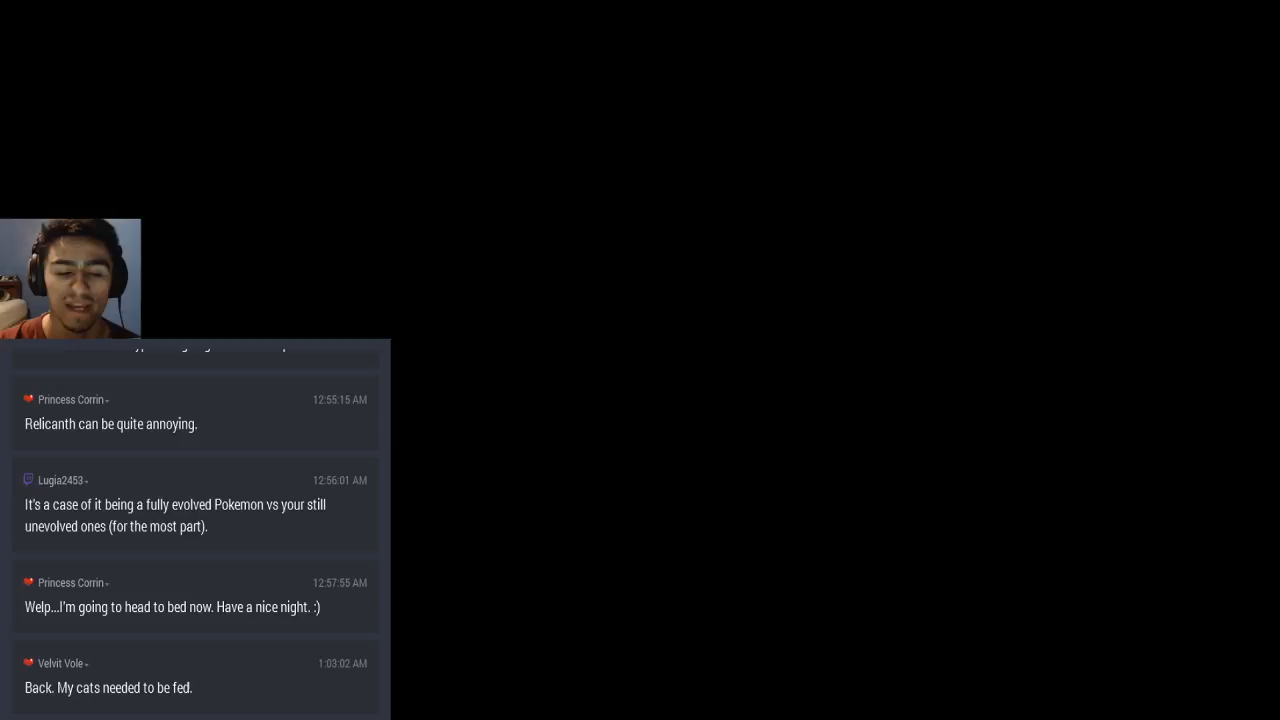 Princess Corrin
12:55:15 AM
Relicanth can be quite annoying.
Lugia2453
12:56:01 AM
It's a case of it being a fully evolved Pokemon vs your still
unevolved ones (for the most part).
Princess Corrin
12:57:55 AM
Welp...I'm going to head to bed now. Have a nice night. :)
Velvit Vole
1:03:02 AM
Back. My cats needed to be fed.